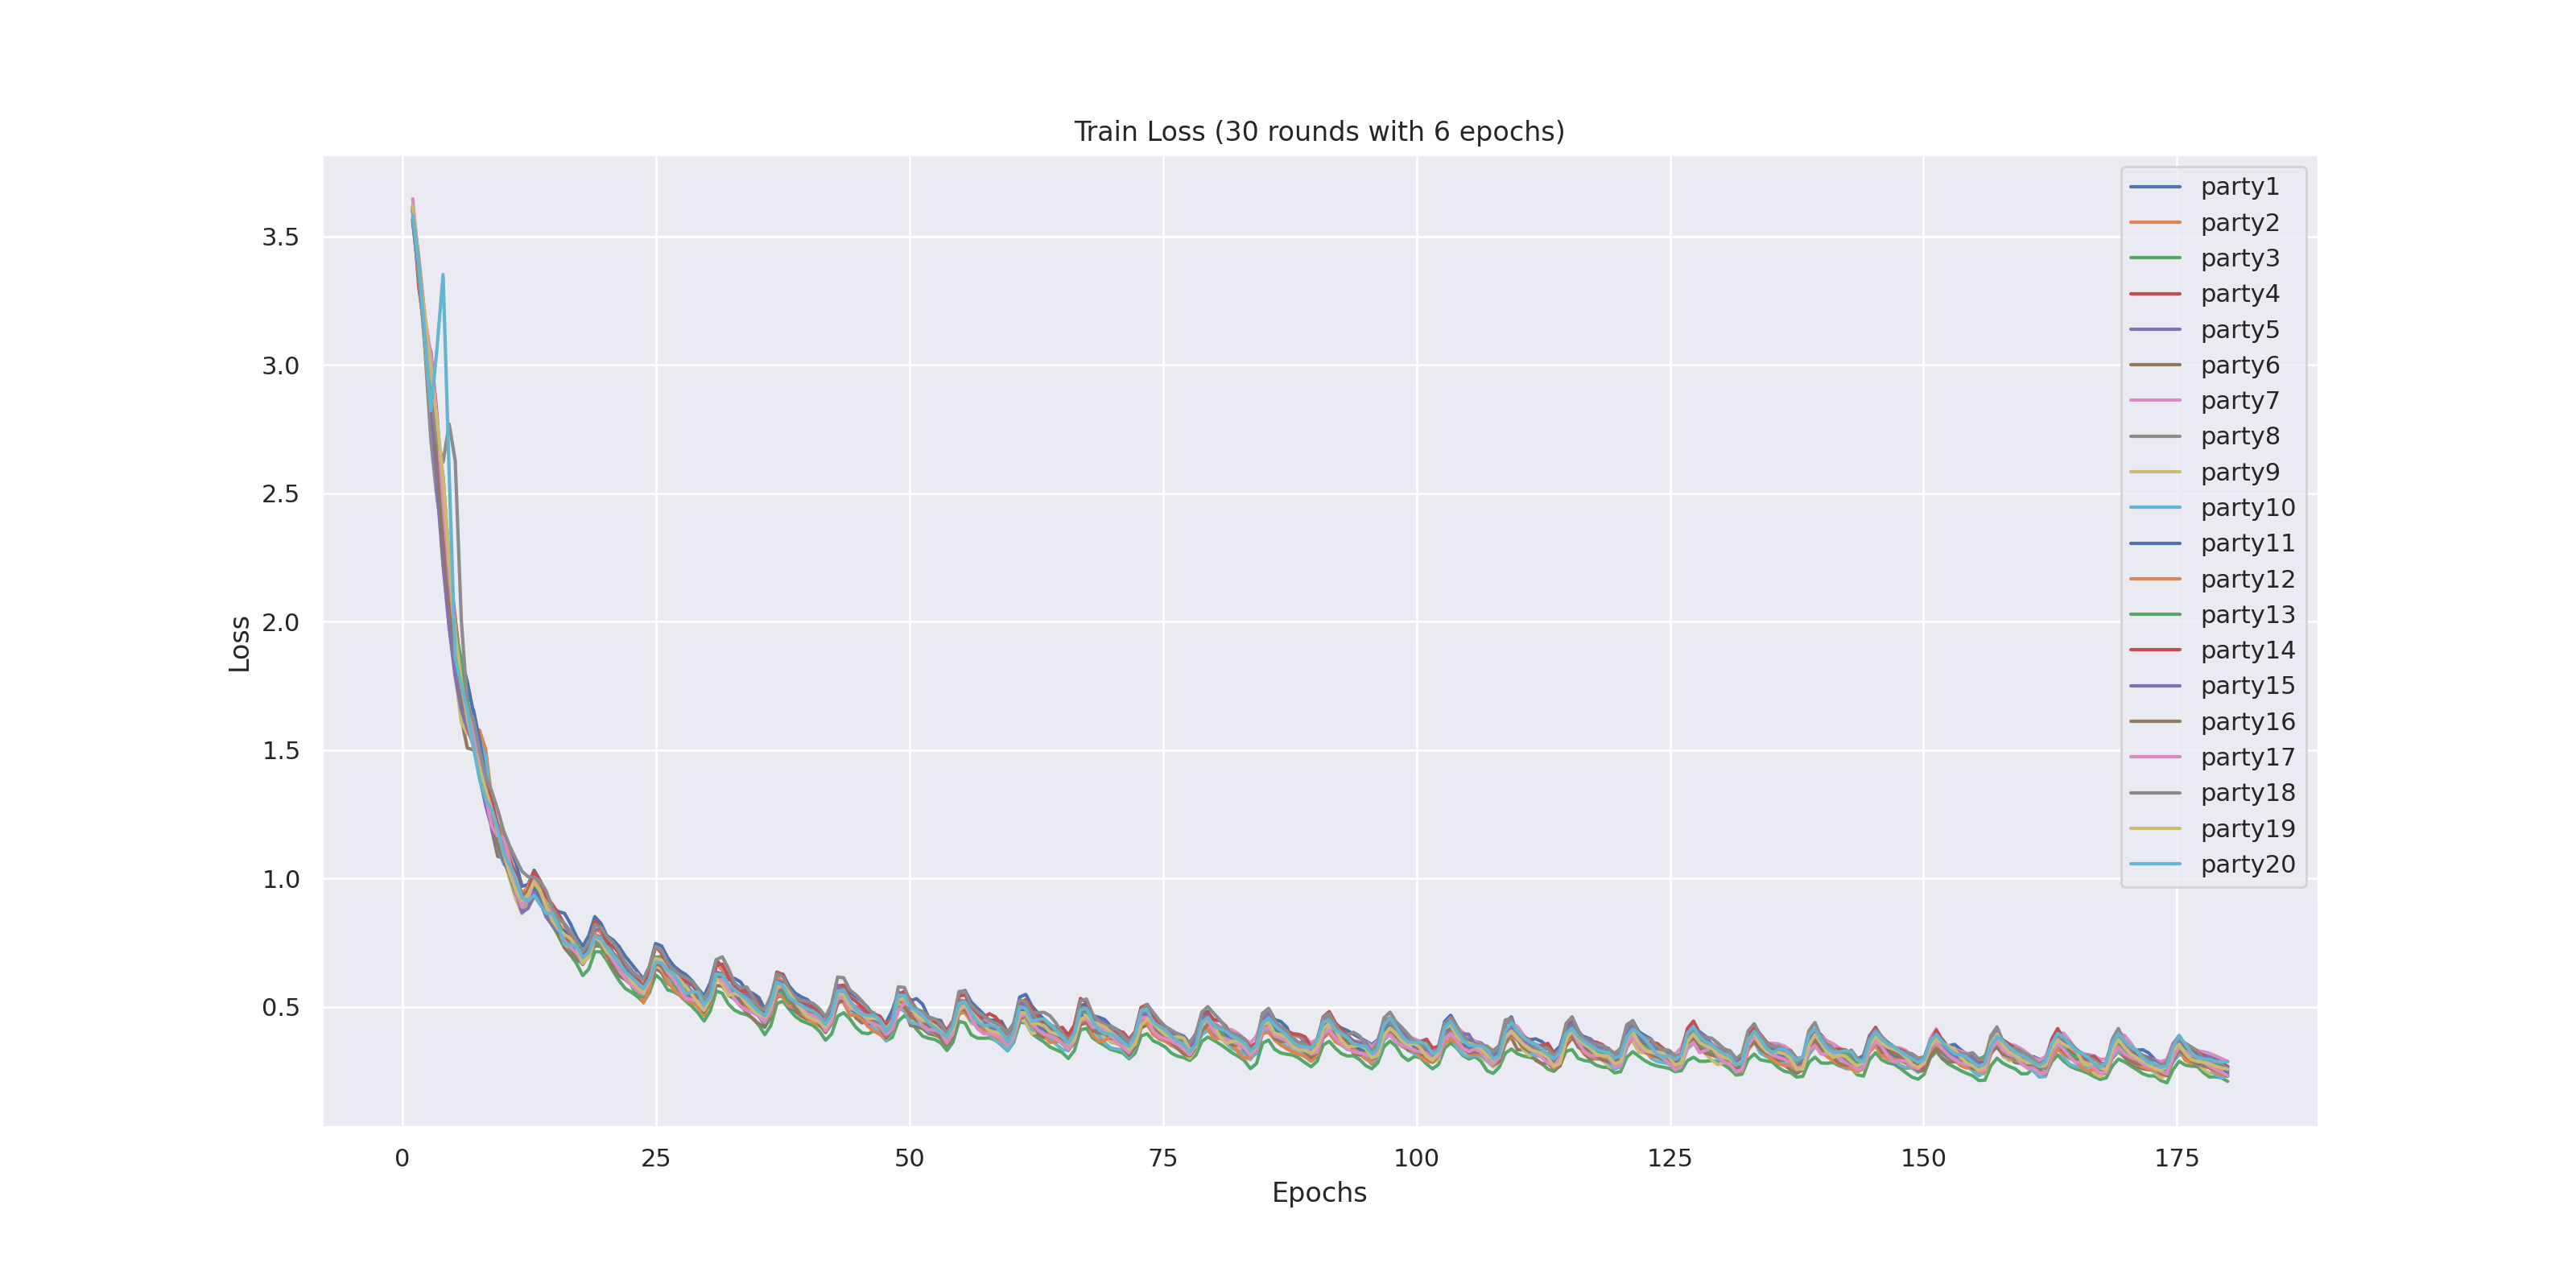 Train Loss (30 rounds with 6 epochs)
party1
party2
party3
party4
party5
party6
party7
party8
party9
party10
party11
party12
party13
party14
party15
party16
party17
party18
party19
party20
3.5
3.0
2.5
2.0
1.5
1.0
0.5
Loss
0 25 50 75 100 125 150 175
Epochs